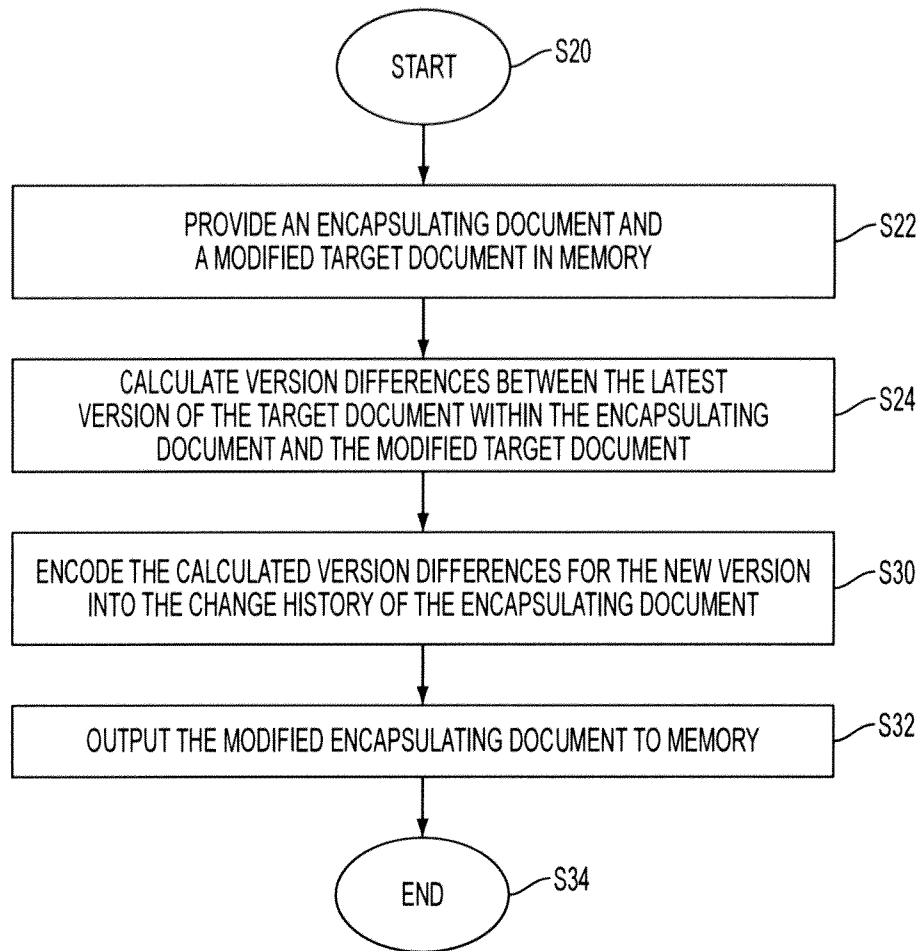 START
S20
PROVIDE AN ENCAPSULATING DOCUMENT AND
A MODIFIED TARGET DOCUMENT IN MEMORY
S22
CALCULATE VERSION DIFFERENCES BETWEEN THE LATEST
VERSION OF THE TARGET DOCUMENT WITHIN THE ENCAPSULATING
DOCUMENT AND THE MODIFIED TARGET DOCUMENT
S24
ENCODE THE CALCULATED VERSION DIFFERENCES FOR THE NEW VERSION
INTO THE CHANGE HISTORY OF THE ENCAPSULATING DOCUMENT
S30
OUTPUT THE MODIFIED ENCAPSULATING DOCUMENT TO MEMORY
S32
END
S34